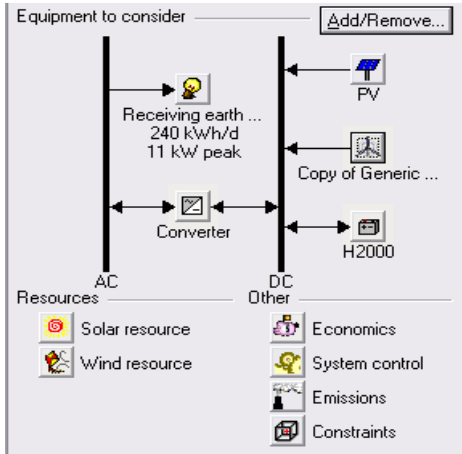 Equipment to consider
Add/Remove...
PV
Receiving earth ...
240 kWh/d
11 kW peak
Copy of Generic ...
Converter
H2000
AC
DC
Resources
Other
Solar resource
Economics
Wind resource
System control
Emissions
Constraints